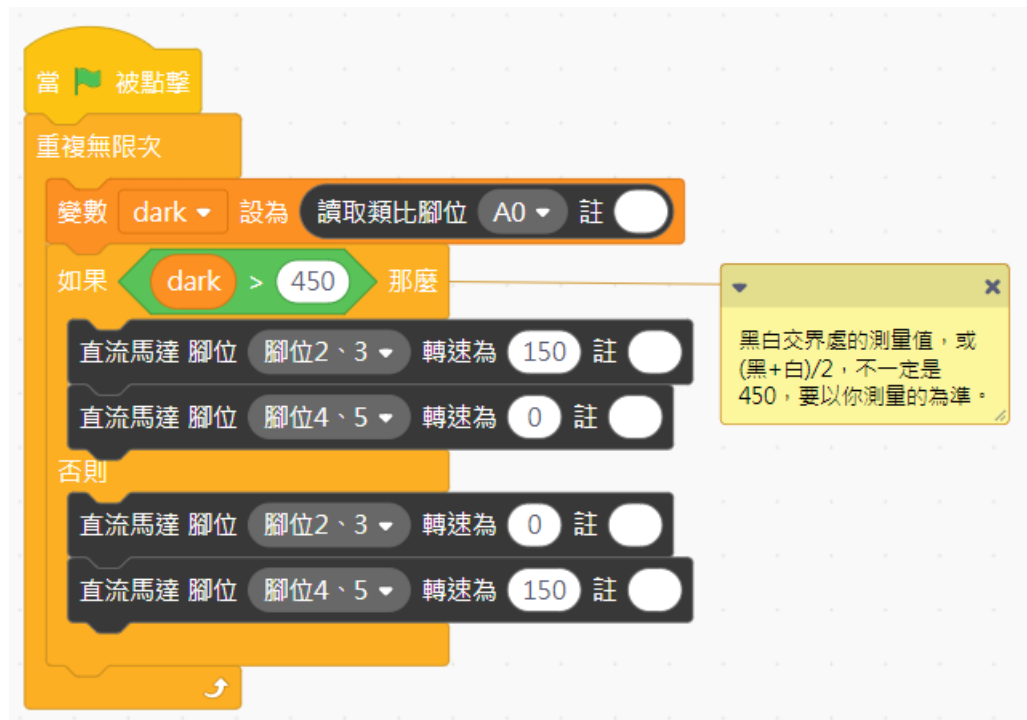 當 被點擊
重複無限次
變數 dark 設為 讀取類比腳位 A0 註
如果 dark > 450 那麼
直流馬達 腳位 腳位2、3 轉速為 150 註
直流馬達 腳位 腳位4、5 轉速為 0 註
否則
直流馬達 腳位 腳位2、3 轉速為 0 註
直流馬達 腳位 腳位4、5 轉速為 150 註
黑白交界處的測量值，或
(黑+白)/2，不一定是
450，要以你測量的為準。